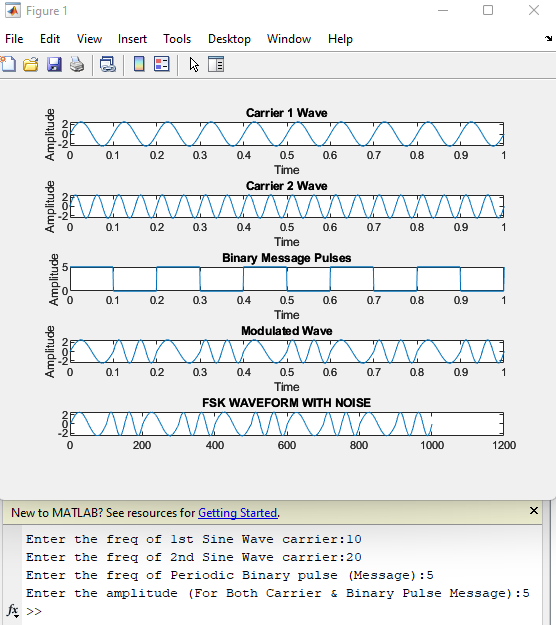 Figure 1
File Edit View Insert Tools Desktop Window Help
Carrier 1 Wave
Amplitude
2
0
-2
0 0.1 0.2 0.3 0.4 0.5 0.6 0.7 0.8 0.9 1
Time
Carrier 2 Wave
Amplitude
2
0
-2
0 0.1 0.2 0.3 0.4 0.5 0.6 0.7 0.8 0.9 1
Time
Binary Message Pulses
Amplitude
5
0
0 0.1 0.2 0.3 0.4 0.5 0.6 0.7 0.8 0.9 1
Time
Modulated Wave
Amplitude
2
0
-2
0 0.1 0.2 0.3 0.4 0.5 0.6 0.7 0.8 0.9 1
Time
FSK WAVEFORM WITH NOISE
2
0
-2
0 200 400 600 800 1000 1200
New to MATLAB? See resources for Getting Started.
Enter the freq of 1st Sine Wave carrier:10
Enter the freq of 2nd Sine Wave carrier:20
Enter the freq of Periodic Binary pulse (Message):5
Enter the amplitude (For Both Carrier & Binary Pulse Message):5
fx >>